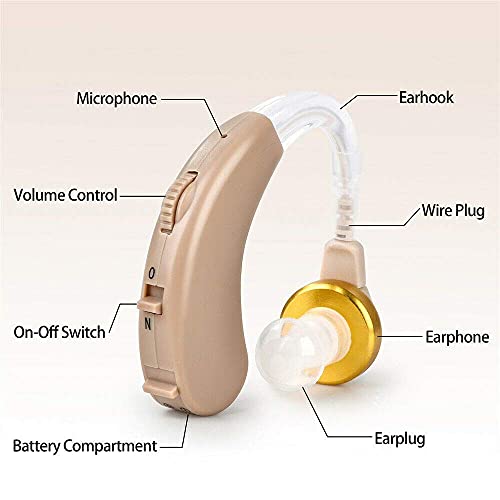 Microphone
Earhook
Volume Control
Wire Plug
O
On-Off Switch
N
Earphone
Battery Compartment
Earplug